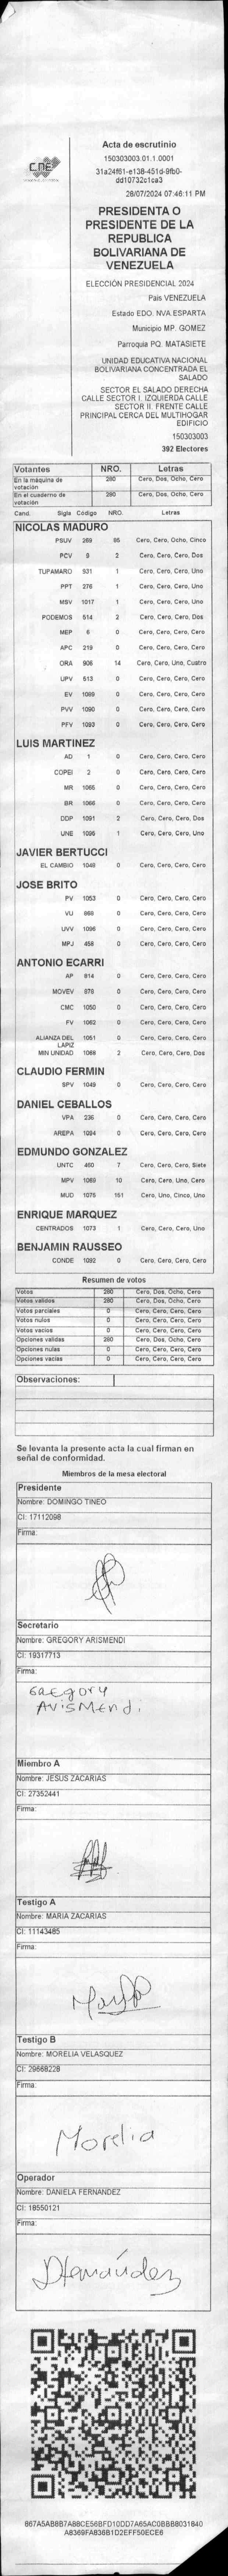 CNE
Acta de escrutinio
150303003.01.1.0001
31a24f61-e138-451d-9fb0-
dd10732c1ca3
28/07/2024 07:46:11 PM
PRESIDENTA O
PRESIDENTE DE LA
REPUBLICA
BOLIVARIANA DE
VENEZUELA
ELECCIÓN PRESIDENCIAL 2024
País VENEZUELA
Estado EDO. NVA.ESPARTA
Municipio MP. GOMEZ
Parroquia PQ. MATASIETE
UNIDAD EDUCATIVA NACIONAL
BOLIVARIANA CONCENTRADA EL
SALADO
SECTOR EL SALADO DERECHA
CALLE SECTOR I. IZQUIERDA CALLE
SECTOR II. FRENTE CALLE
PRINCIPAL CERCA DEL MULTIHOGAR
EDIFICIO
150303003
392 Electores
Votantes NRO. Letras
En la máquina de votación 280 Cero, Dos, Ocho, Cero
En el cuaderno de votación 280 Cero, Dos, Ocho, Cero
Cand. Sigla Código NRO. Letras
NICOLAS MADURO
PSUV 269 85 Cero, Cero, Ocho, Cinco
PCV 9 2 Cero, Cero, Cero, Dos
TUPAMARO 931 1 Cero, Cero, Cero, Uno
PPT 276 1 Cero, Cero, Cero, Uno
MSV 1017 1 Cero, Cero, Cero, Uno
PODEMOS 514 2 Cero, Cero, Cero, Dos
MEP 6 0 Cero, Cero, Cero, Cero
APC 219 0 Cero, Cero, Cero, Cero
ORA 906 14 Cero, Cero, Uno, Cuatro
UPV 513 0 Cero, Cero, Cero, Cero
EV 1089 0 Cero, Cero, Cero, Cero
PVV 1090 0 Cero, Cero, Cero, Cero
PFV 1093 0 Cero, Cero, Cero, Cero
LUIS MARTINEZ
AD 1 0 Cero, Cero, Cero, Cero
COPEI 2 0 Cero, Cero, Cero, Cero
MR 1065 0 Cero, Cero, Cero, Cero
BR 1066 0 Cero, Cero, Cero, Cero
DDP 1091 2 Cero, Cero, Cero, Dos
UNE 1096 1 Cero, Cero, Cero, Uno
JAVIER BERTUCCI
EL CAMBIO 1048 0 Cero, Cero, Cero, Cero
JOSE BRITO
PV 1053 0 Cero, Cero, Cero, Cero
VU 0 Cero, Cero, Cero, Cero
UVV 0 Cero, Cero, Cero, Cero
MPJ 458 0 Cero, Cero, Cero, Cero
ANTONIO ECARRI
AP 814 0 Cero, Cero, Cero, Cero
MOVEV 876 0 Cero, Cero, Cero, Cero
CMC 1050 0 Cero, Cero, Cero, Cero
FV 1062 0 Cero, Cero, Cero, Cero
ALIANZA DEL LAPIZ 1051 0 Cero, Cero, Cero, Cero
MIN UNIDAD 1088 2 Cero, Cero, Cero, Dos
CLAUDIO FERMIN
SPV 1049 0 Cero, Cero, Cero, Cero
DANIEL CEBALLOS
VPA 236 0 Cero, Cero, Cero, Cero
AREPA 1094 0 Cero, Cero, Cero, Cero
EDMUNDO GONZALEZ
UNTC 480 7 Cero, Cero, Cero, Siete
MPV 1069 10 Cero, Cero, Uno, Cero
MUD 1075 151 Cero, Uno, Cinco, Uno
ENRIQUE MARQUEZ
CENTRADOS 1073 1 Cero, Cero, Cero, Uno
BENJAMIN RAUSSEO
CONDE 1092 0 Cero, Cero, Cero, Cero
Resumen de votos
Votos 280 Cero, Dos, Ocho, Cero
Votos validos 280 Cero, Dos, Ocho, Cero
Votos parciales 0 Cero, Cero, Cero, Cero
Votos nulos 0 Cero, Cero, Cero, Cero
Votos vacios 0 Cero, Cero, Cero, Cero
Opciones validas 280 Cero, Dos, Ocho, Cero
Opciones nulas 0 Cero, Cero, Cero, Cero
Opciones vacias 0 Cero, Cero, Cero, Cero
Observaciones:
Se levanta la presente acta la cual firman en
señal de conformidad.
Miembros de la mesa electoral
Presidente
Nombre: DOMINGO TINEO
CI: 17112098
Firma:
Secretario
Nombre: GREGORY ARISMENDI
CI: 19317713
Firma:
Gregory
Arismendi
Miembro A
Nombre: JESUS ZACARIAS
CI: 27352441
Firma:
Testigo A
Nombre: MARIA ZACARIAS
CI: 11143485
Firma:
Testigo B
Nombre: MORELIA VELASQUEZ
CI: 29668228
Firma:
Morelia
Operador
Nombre: DANIELA FERNANDEZ
CI: 18550121
Firma:
DFernández
867A5AB8B7A88CE56BFD10DD7A65AC0BBB8031840
A8369FA836B1D2EFF50ECE6